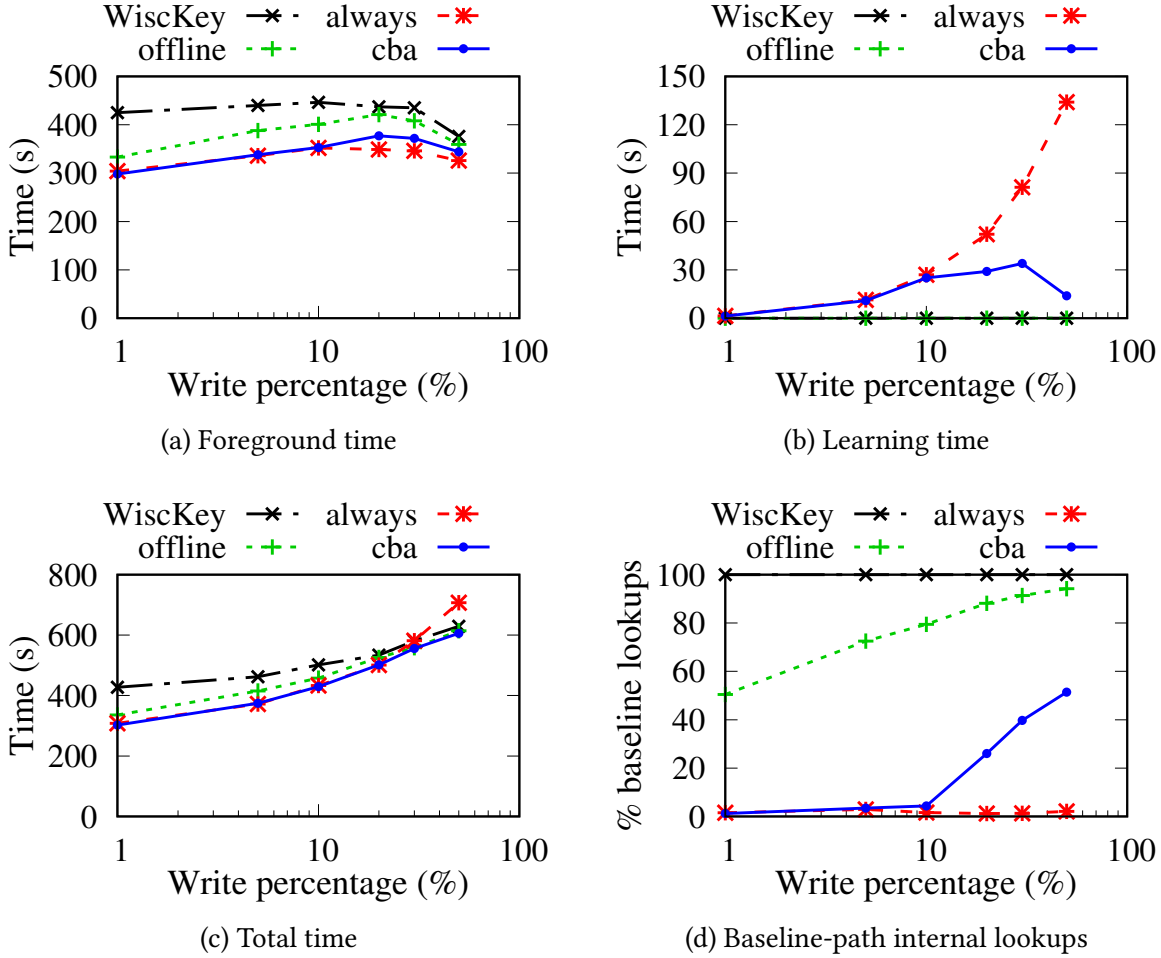 WiscKey always
offline cba
500
400
300
200
100
0
Time (s)
1 10 100
Write percentage (%)
(a) Foreground time
WiscKey always
offline cba
150
120
90
60
30
0
Time (s)
1 10 100
Write percentage (%)
(b) Learning time
WiscKey always
offline cba
800
600
400
200
0
Time (s)
1 10 100
Write percentage (%)
(c) Total time
WiscKey always
offline cba
100
80
60
40
20
0
% baseline lookups
1 10 100
Write percentage (%)
(d) Baseline-path internal lookups